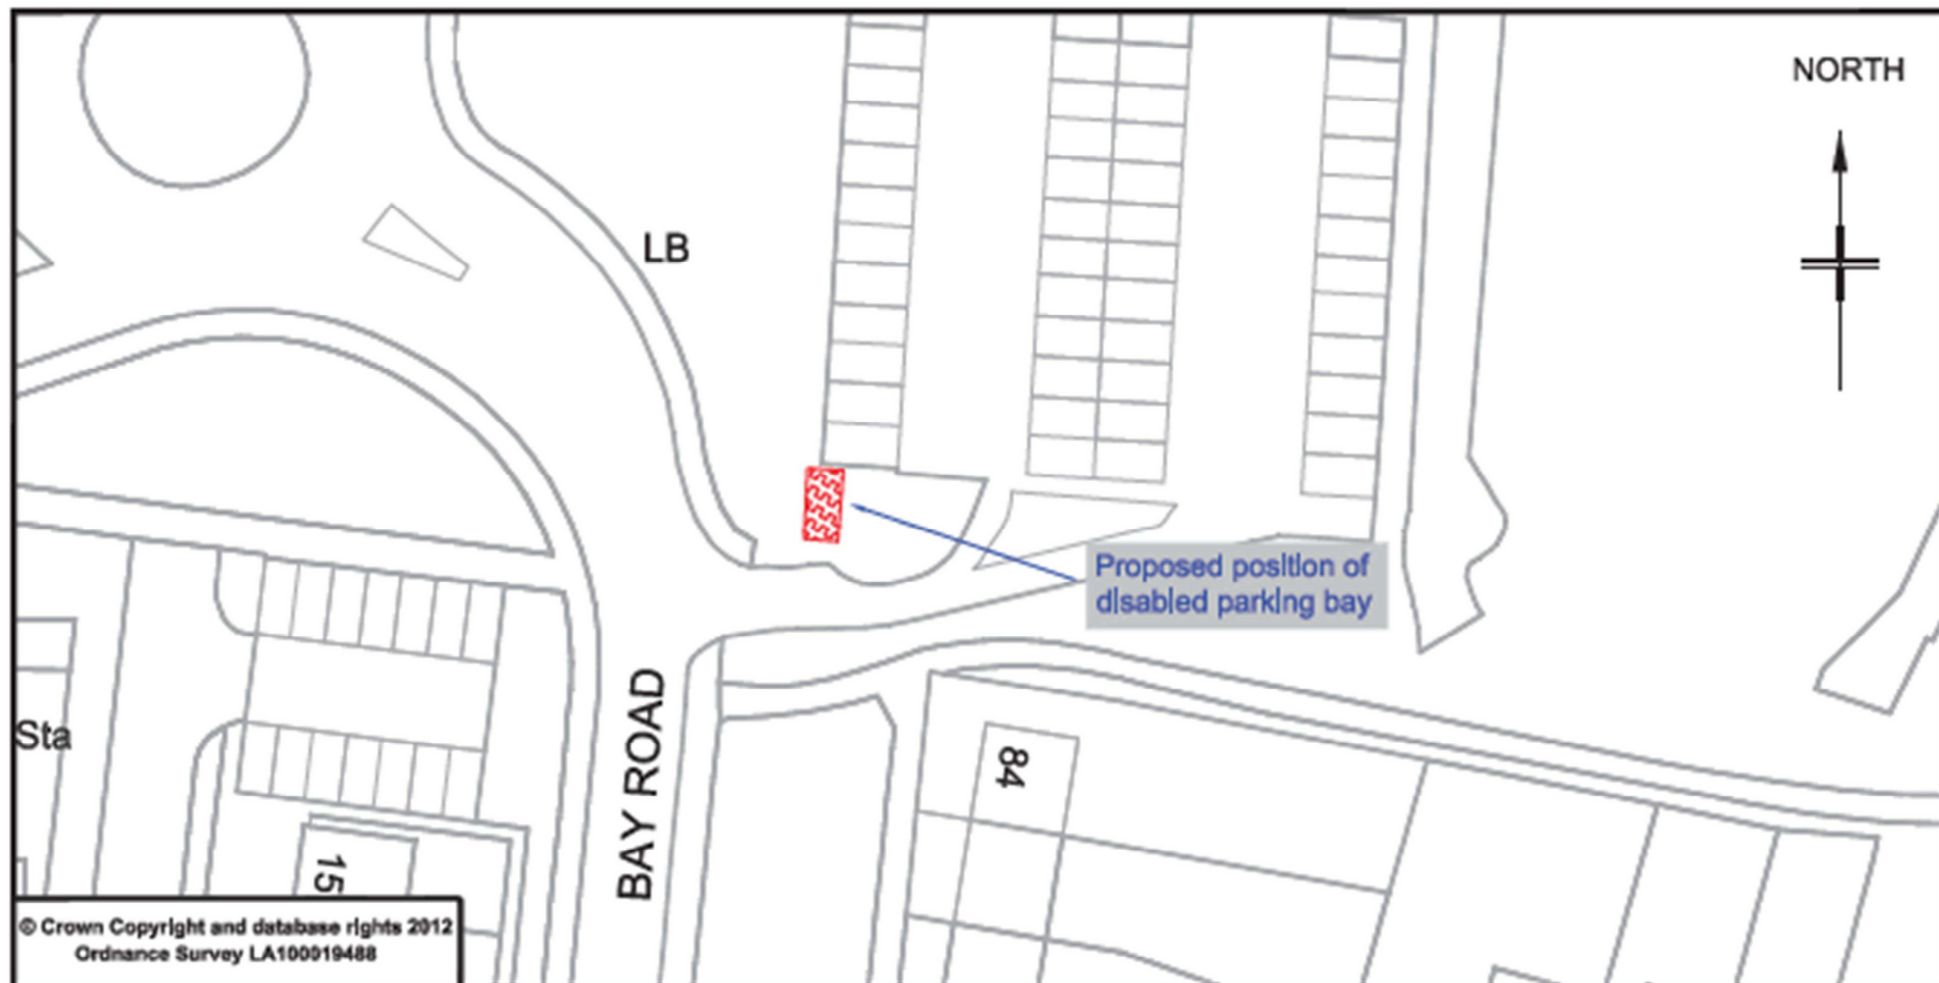 NORTH
LB
Proposed position of
disabled parking bay
BAY ROAD
84
Sta
15
© Crown Copyright and database rights 2012
Ordnance Survey LA100019488